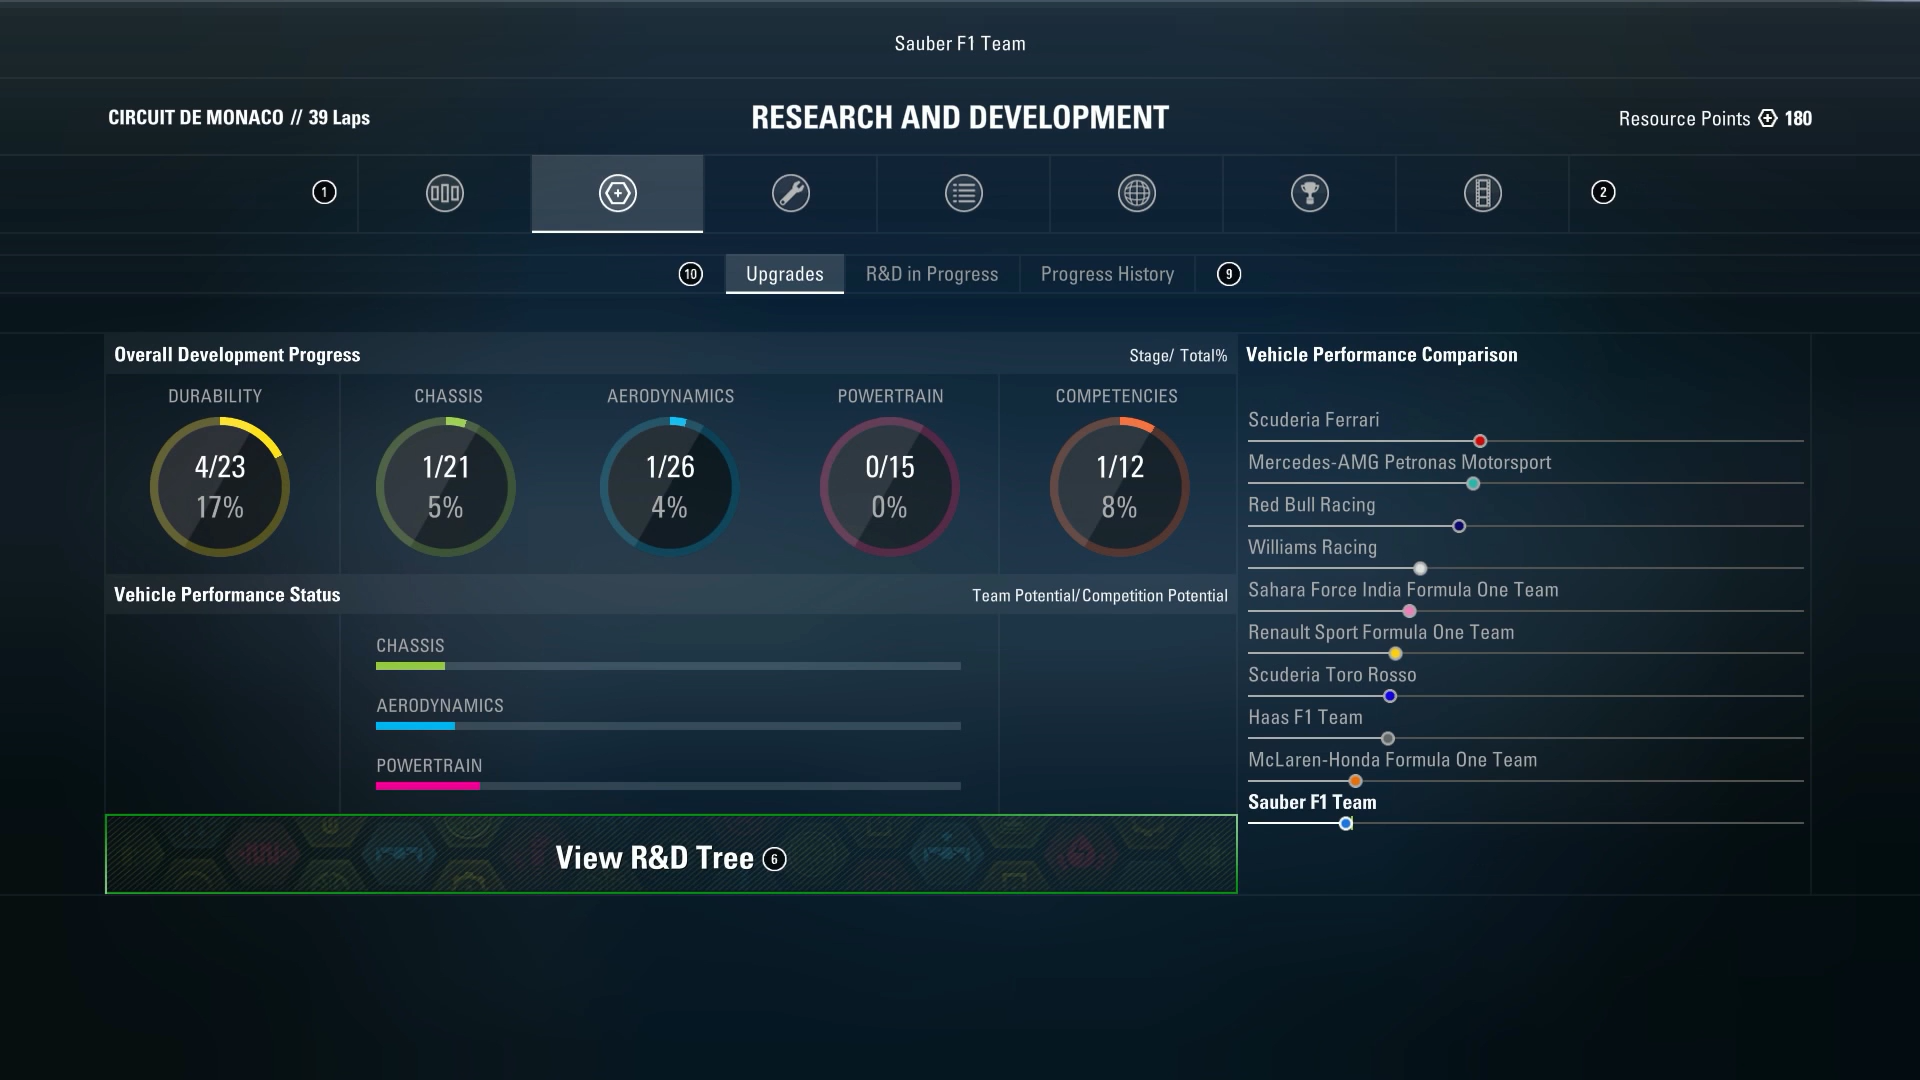 Sauber F1 Team
CIRCUIT DE MONACO // 39 Laps
RESEARCH AND DEVELOPMENT
Resource Points 180
1
2
10
Upgrades
R&D in Progress
Progress History
9
Overall Development Progress
Stage/ Total%
DURABILITY
CHASSIS
AERODYNAMICS
POWERTRAIN
COMPETENCIES
4/23
1/21
1/26
0/15
1/12
17%
5%
4%
0%
8%
Vehicle Performance Status
Team Potential/Competition Potential
CHASSIS
AERODYNAMICS
POWERTRAIN
View R&D Tree 6
Vehicle Performance Comparison
Scuderia Ferrari
Mercedes-AMG Petronas Motorsport
Red Bull Racing
Williams Racing
Sahara Force India Formula One Team
Renault Sport Formula One Team
Scuderia Toro Rosso
Haas F1 Team
McLaren-Honda Formula One Team
Sauber F1 Team